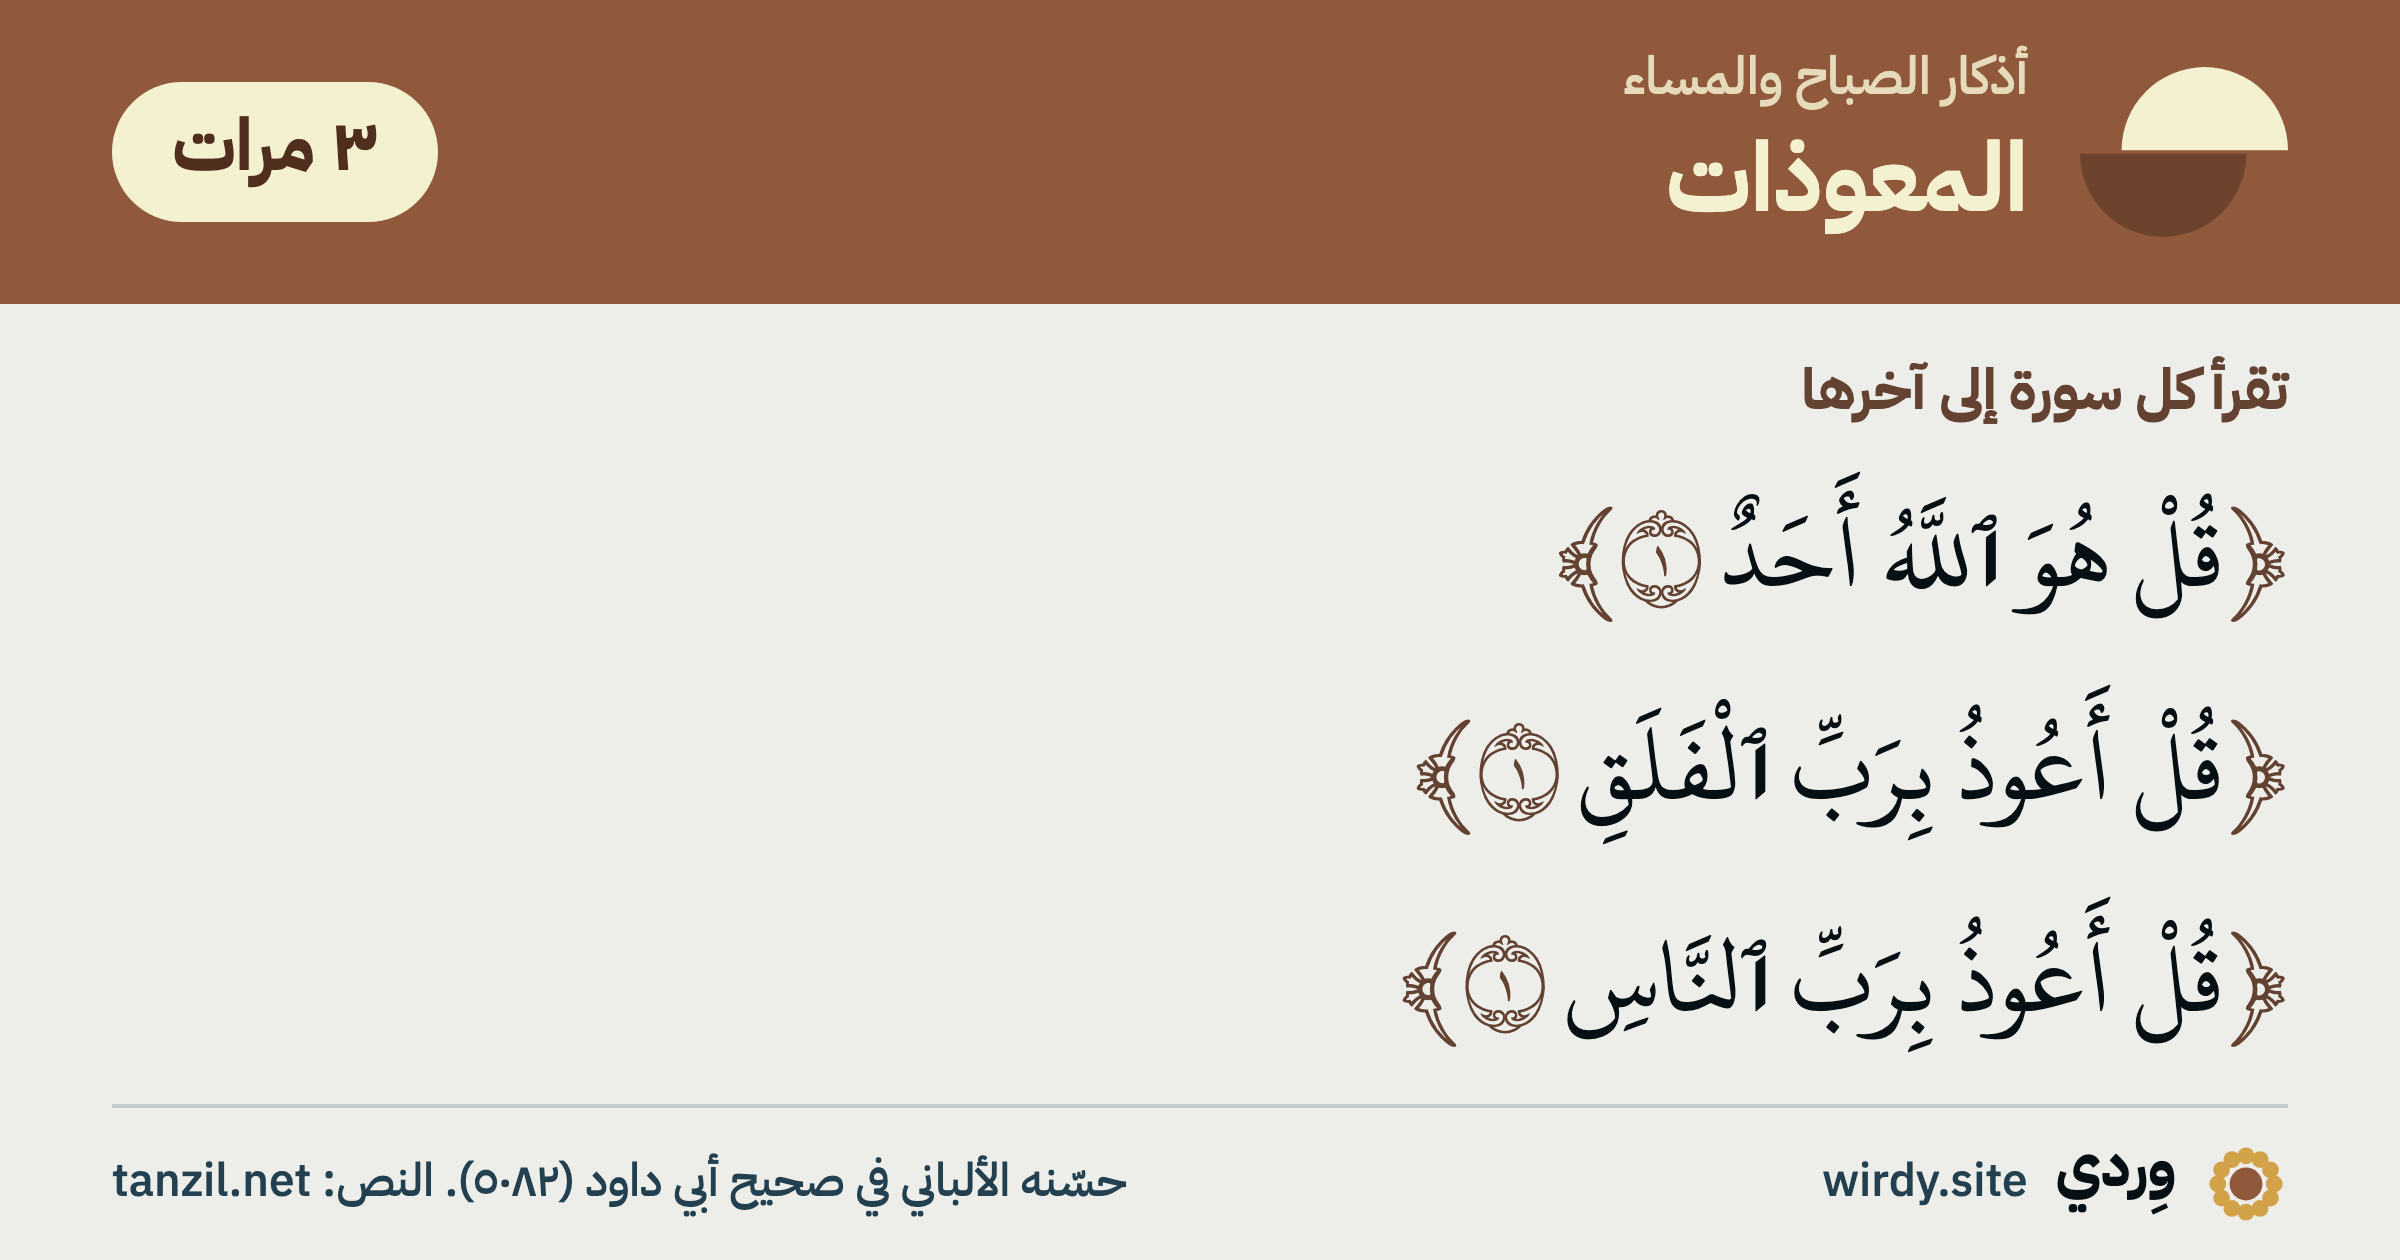 أذكار الصباح والمساء
المعوذات
٣ مرات
تقرأ كل سورة إلى آخرها
﴿قُلْ هُوَ ٱللَّهُ أَحَدٌ ۝١﴾
﴿قُلْ أَعُوذُ بِرَبِّ ٱلْفَلَقِ ۝١﴾
﴿قُلْ أَعُوذُ بِرَبِّ ٱلنَّاسِ ۝١﴾
وِردي wirdy.site
حسّنه الألباني في صحيح أبي داود (٥٠٨٢). النص: tanzil.net